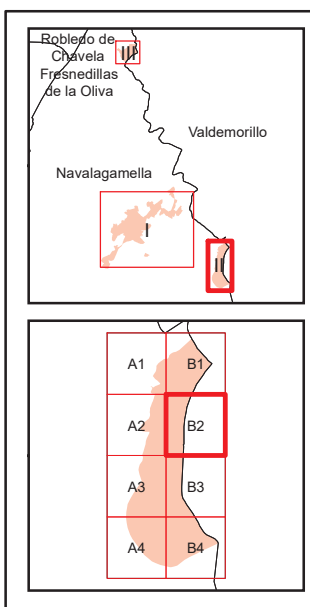 Robledo de
Chavela
Fresnedillas
de la Oliva
III
Valdemorillo
Navalagamella
I
II
A1 B1
A2 B2
A3 B3
A4 B4